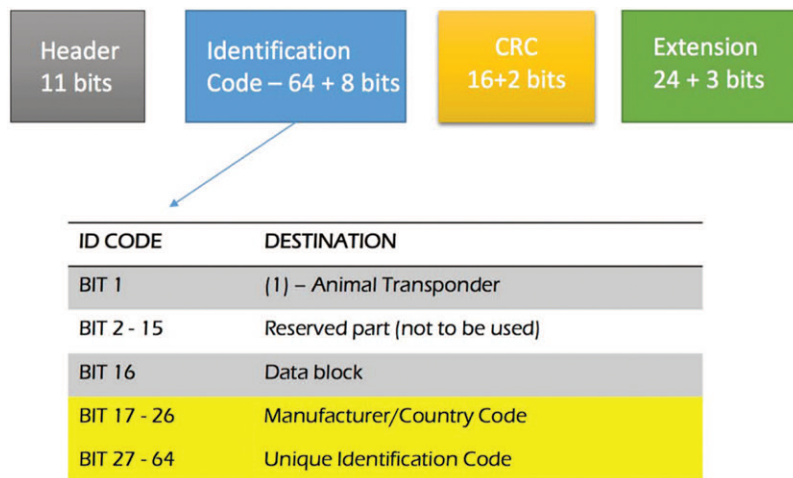 Header
11 bits
Identification
Code – 64 + 8 bits
CRC
16+2 bits
Extension
24 + 3 bits
ID CODE DESTINATION
BIT 1 (1) – Animal Transponder
BIT 2 - 15 Reserved part (not to be used)
BIT 16 Data block
BIT 17 - 26 Manufacturer/Country Code
BIT 27 - 64 Unique Identification Code